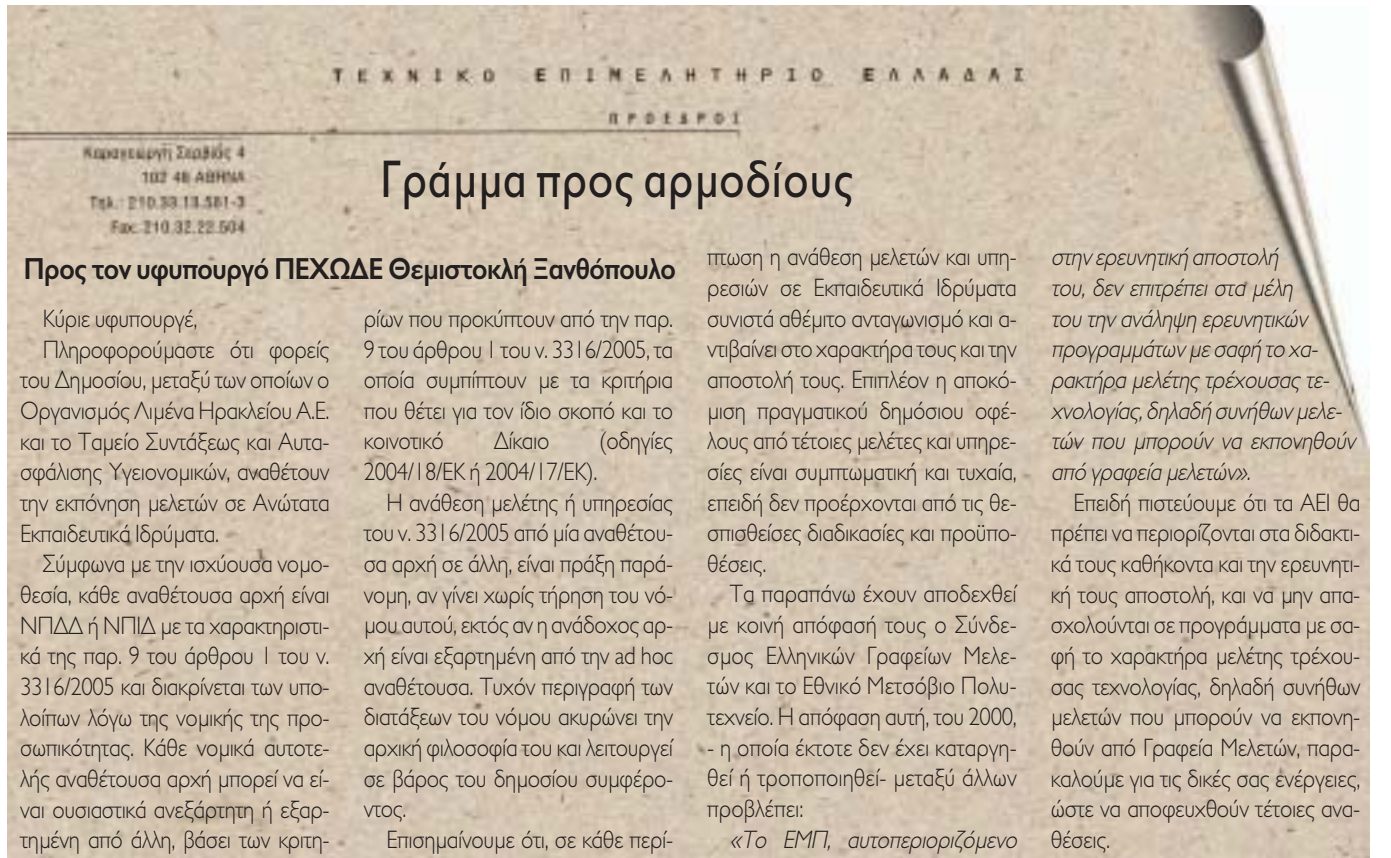 ΤΕΧΝΙΚΟ ΕΠΙΜΕΛΗΤΗΡΙΟ ΕΛΛΑΔΑΣ
ΠΡΟΕΔΡΟΣ
Καραγεώργη Σερβίας 4
102 48 ΑΘΗΝΑ
Τηλ.: 210.33.13.581-3
Fax: 210.32.22.504
Γράμμα προς αρμοδίους
Προς τον υφυπουργό ΠΕΧΩΔΕ Θεμιστοκλή Ξανθόπουλο
Κύριε υφυπουργέ,
Πληροφορούμαστε ότι φορείς
του Δημοσίου, μεταξύ των οποίων ο
Οργανισμός Λιμένα Ηρακλείου Α.Ε.
και το Ταμείο Συντάξεως και Αυτα-
σφάλισης Υγειονομικών, αναθέτουν
την εκπόνηση μελετών σε Ανώτατα
Εκπαιδευτικά Ιδρύματα.
Σύμφωνα με την ισχύουσα νομο-
θεσία, κάθε αναθέτουσα αρχή είναι
ΝΠΔΔ ή ΝΠΙΔ με τα χαρακτηριστι-
κά της παρ. 9 του άρθρου 1 του ν.
3316/2005 και διακρίνεται των υπο-
λοίπων λόγω της νομικής της προ-
σωπικότητας. Κάθε νομικά αυτοτε-
λής αναθέτουσα αρχή μπορεί να εί-
ναι ουσιαστικά ανεξάρτητη ή εξαρ-
τημένη από άλλη, βάσει των κριτη-
ρίων που προκύπτουν από την παρ.
9 του άρθρου 1 του ν. 3316/2005, τα
οποία συμπίπτουν με τα κριτήρια
που θέτει για τον ίδιο σκοπό και το
κοινοτικό Δίκαιο (οδηγίες
2004/18/ΕΚ ή 2004/17/ΕΚ).
Η ανάθεση μελέτης ή υπηρεσίας
του ν. 3316/2005 από μία αναθέτου-
σα αρχή σε άλλη, είναι πράξη παρά-
νομη, αν γίνει χωρίς τήρηση του νό-
μου αυτού, εκτός αν η ανάδοχος αρ-
χή είναι εξαρτημένη από την ad hoc
αναθέτουσα. Τυχόν περιγραφή των
διατάξεων του νόμου ακυρώνει την
αρχική φιλοσοφία του και λειτουργεί
σε βάρος του δημοσίου συμφέρο-
ντος.
Επισημαίνουμε ότι, σε κάθε περί-
πτωση η ανάθεση μελετών και υπη-
ρεσιών σε Εκπαιδευτικά Ιδρύματα
συνιστά αθέμιτο ανταγωνισμό και α-
ντιβαίνει στο χαρακτήρα τους και την
αποστολή τους. Επιπλέον η αποκό-
μιση πραγματικού δημόσιου οφέ-
λους από τέτοιες μελέτες και υπηρε-
σίες είναι συμπτωματική και τυχαία,
επειδή δεν προέρχονται από τις θε-
σπισθείσες διαδικασίες και προϋπο-
θέσεις.
Τα παραπάνω έχουν αποδεχθεί
με κοινή απόφασή τους ο Σύνδε-
σμος Ελληνικών Γραφείων Μελε-
τών και το Εθνικό Μετσόβιο Πολυ-
τεχνείο. Η απόφαση αυτή, του 2000,
- η οποία έκτοτε δεν έχει καταργη-
θεί ή τροποποιηθεί- μεταξύ άλλων
προβλέπει:
«Το ΕΜΠ, αυτοπεριοριζόμενο
στην ερευνητική αποστολή
του, δεν επιτρέπει στα μέλη
του την ανάληψη ερευνητικών
προγραμμάτων με σαφή το χα-
ρακτήρα μελέτης τρέχουσας τε-
χνολογίας, δηλαδή συνήθων μελε-
τών που μπορούν να εκπονηθούν
από γραφεία μελετών».
Επειδή πιστεύουμε ότι τα ΑΕΙ θα
πρέπει να περιορίζονται στα διδακτι-
κά τους καθήκοντα και την ερευνητι-
κή τους αποστολή, και να μην απα-
σχολούνται σε προγράμματα με σα-
φή το χαρακτήρα μελέτης τρέχου-
σας τεχνολογίας, δηλαδή συνήθων
μελετών που μπορούν να εκπονη-
θούν από Γραφεία Μελετών, παρα-
καλούμε για τις δικές σας ενέργειες,
ώστε να αποφευχθούν τέτοιες ανα-
θέσεις.